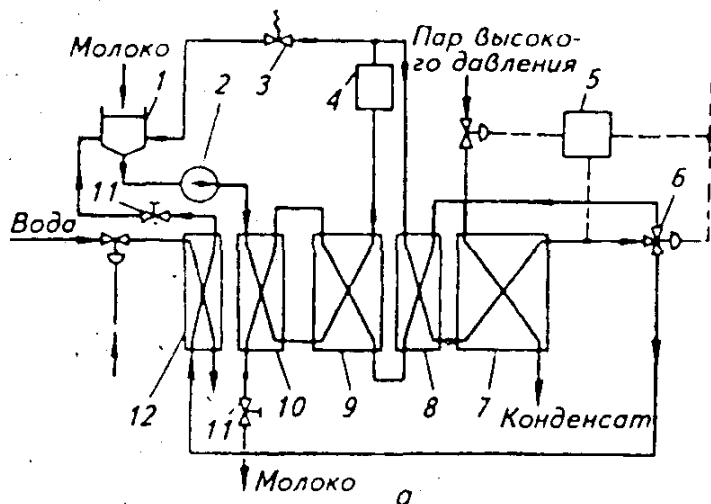 Молоко
1
2
3
4
Пар высоко-
го давления
5
6
11
Вода
12
10
11
9
8
7
Конденсат
Молоко
а